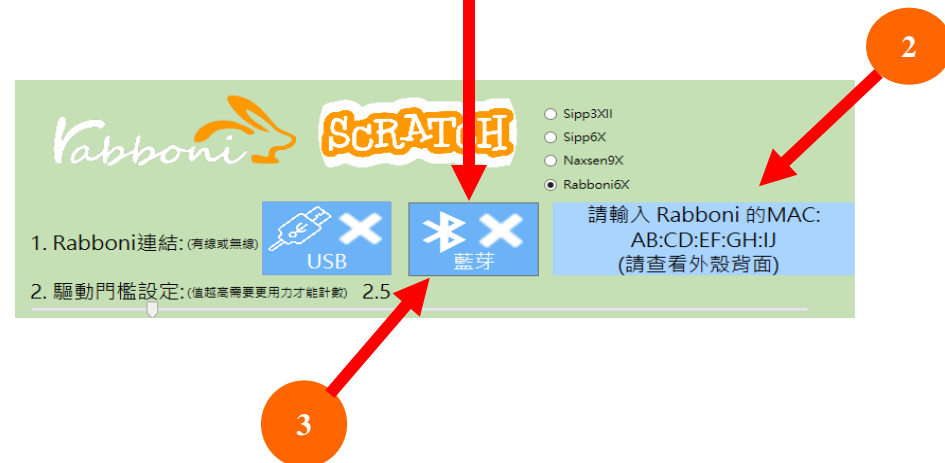 2
rabboni
SCRATCH
Sipp3XII
Sipp6X
Naxsen9X
Rabboni6X
1. Rabboni連結:(有線或無線)
USB
藍芽
請輸入 Rabboni 的MAC:
AB:CD:EF:GH:IJ
(請查看外殼背面)
2. 驅動門檻設定:(值越高需要更用力才能計數) 2.5
3